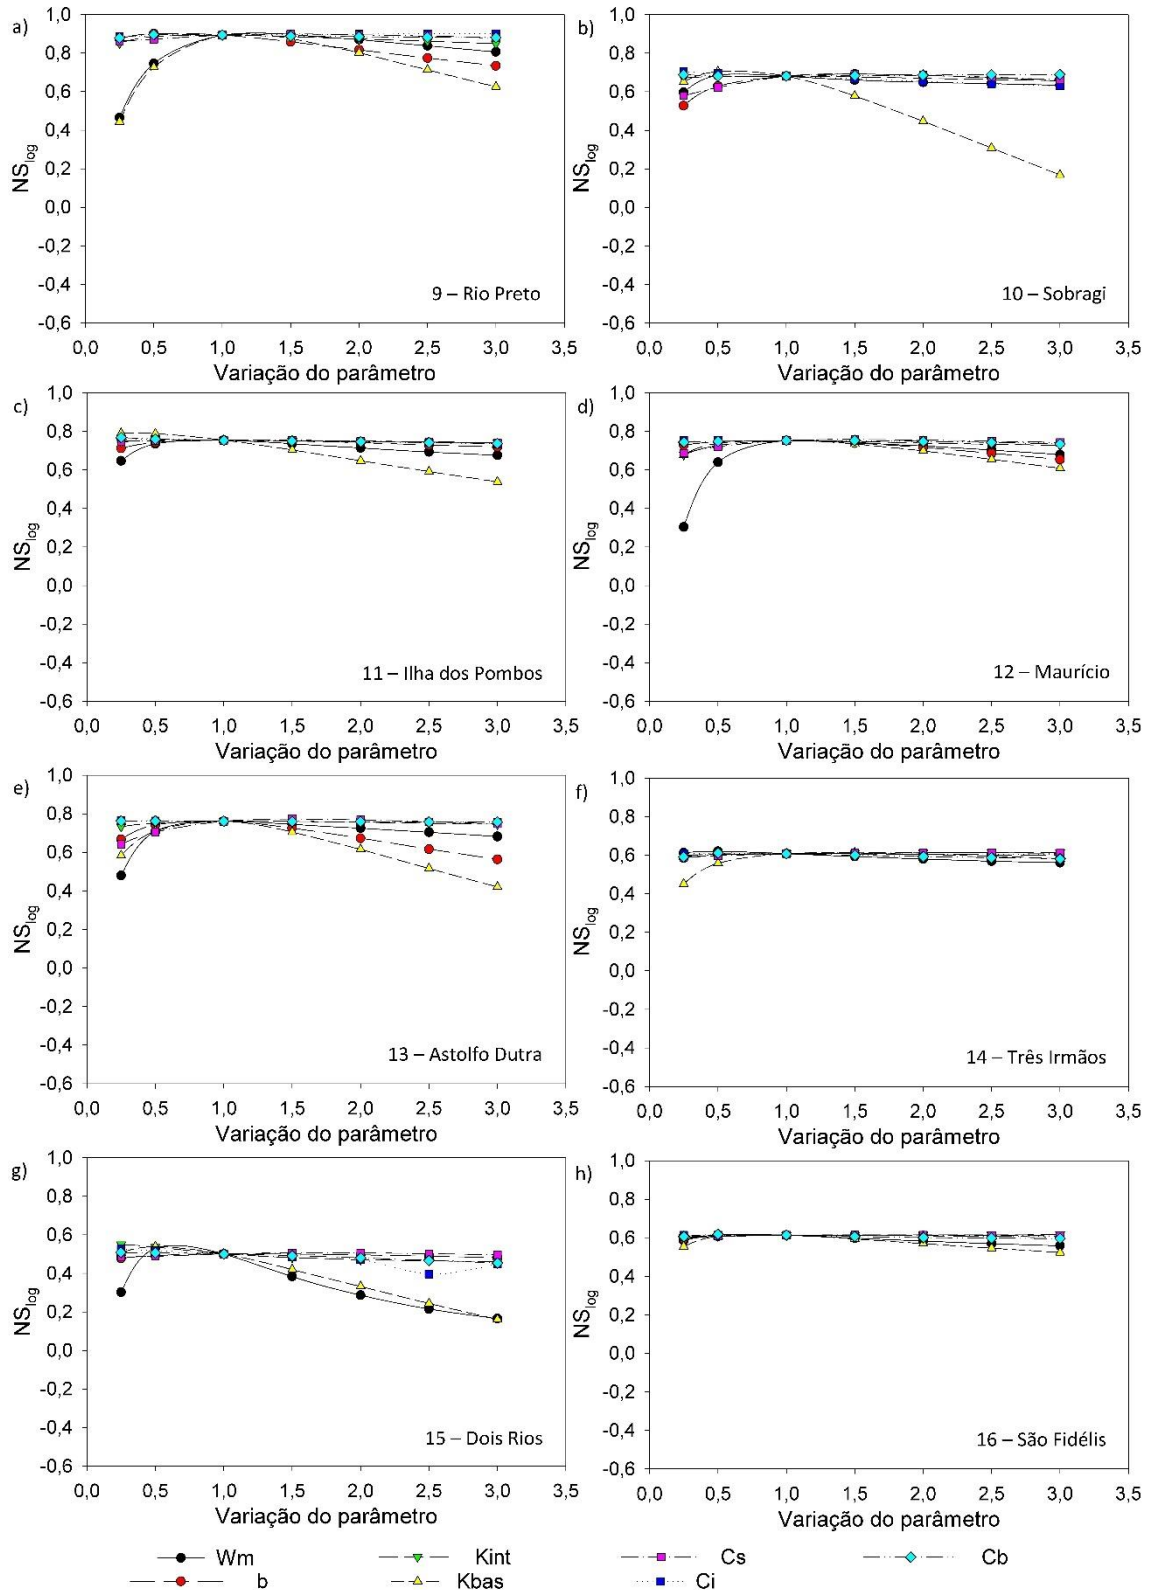 a)
NSlog
1,0
0,8
0,6
0,4
0,2
0,0
-0,2
-0,4
-0,6
9 – Rio Preto
0,0 0,5 1,0 1,5 2,0 2,5 3,0 3,5
Variação do parâmetro
b)
NSlog
1,0
0,8
0,6
0,4
0,2
0,0
-0,2
-0,4
-0,6
10 – Sobragi
0,0 0,5 1,0 1,5 2,0 2,5 3,0 3,5
Variação do parâmetro
c)
NSlog
1,0
0,8
0,6
0,4
0,2
0,0
-0,2
-0,4
-0,6
11 – Ilha dos Pombos
0,0 0,5 1,0 1,5 2,0 2,5 3,0 3,5
Variação do parâmetro
d)
NSlog
1,0
0,8
0,6
0,4
0,2
0,0
-0,2
-0,4
-0,6
12 – Maurício
0,0 0,5 1,0 1,5 2,0 2,5 3,0 3,5
Variação do parâmetro
e)
NSlog
1,0
0,8
0,6
0,4
0,2
0,0
-0,2
-0,4
-0,6
13 – Astolfo Dutra
0,0 0,5 1,0 1,5 2,0 2,5 3,0 3,5
Variação do parâmetro
f)
NSlog
1,0
0,8
0,6
0,4
0,2
0,0
-0,2
-0,4
-0,6
14 – Três Irmãos
0,0 0,5 1,0 1,5 2,0 2,5 3,0 3,5
Variação do parâmetro
g)
NSlog
1,0
0,8
0,6
0,4
0,2
0,0
-0,2
-0,4
-0,6
15 – Dois Rios
0,0 0,5 1,0 1,5 2,0 2,5 3,0 3,5
Variação do parâmetro
h)
NSlog
1,0
0,8
0,6
0,4
0,2
0,0
-0,2
-0,4
-0,6
16 – São Fidélis
0,0 0,5 1,0 1,5 2,0 2,5 3,0 3,5
Variação do parâmetro
Wm Kint Cs Cb
b Kbas Ci